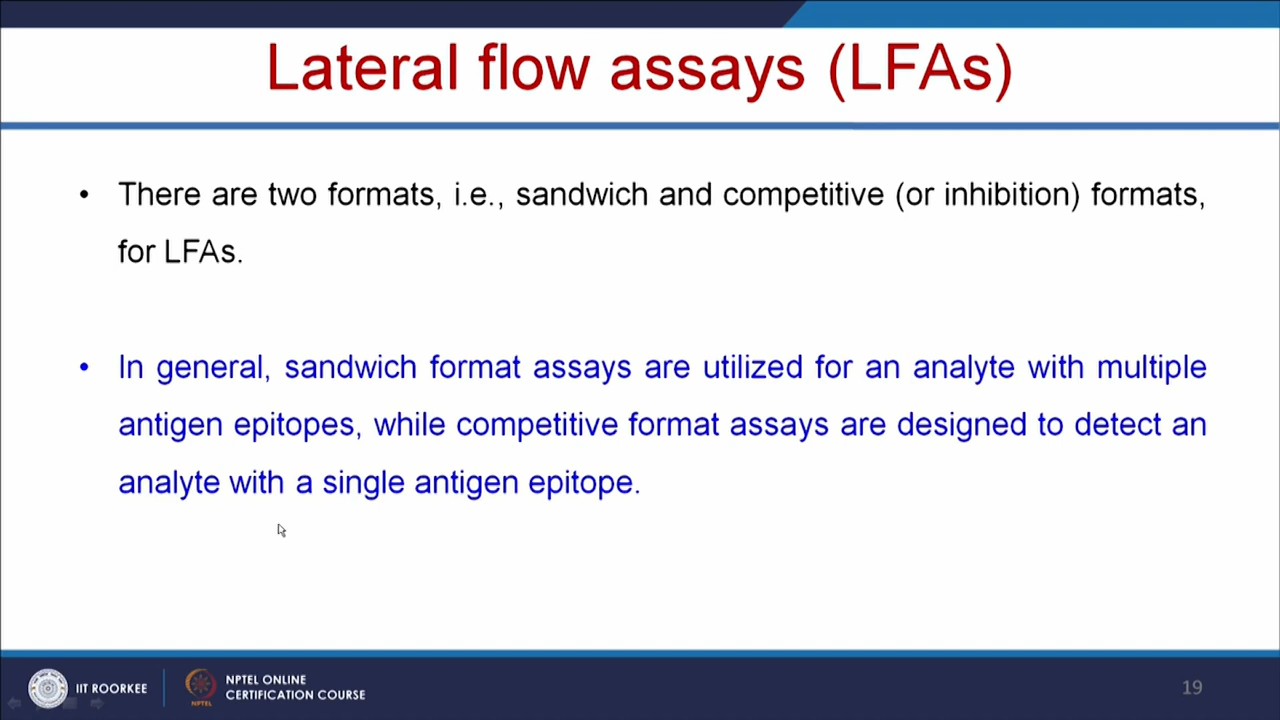 Lateral flow assays (LFAs)
• There are two formats, i.e., sandwich and competitive (or inhibition) formats,
for LFAs.
• In general, sandwich format assays are utilized for an analyte with multiple
antigen epitopes, while competitive format assays are designed to detect an
analyte with a single antigen epitope.
IIT ROORKEE
NPTEL
NPTEL ONLINE
CERTIFICATION COURSE
19